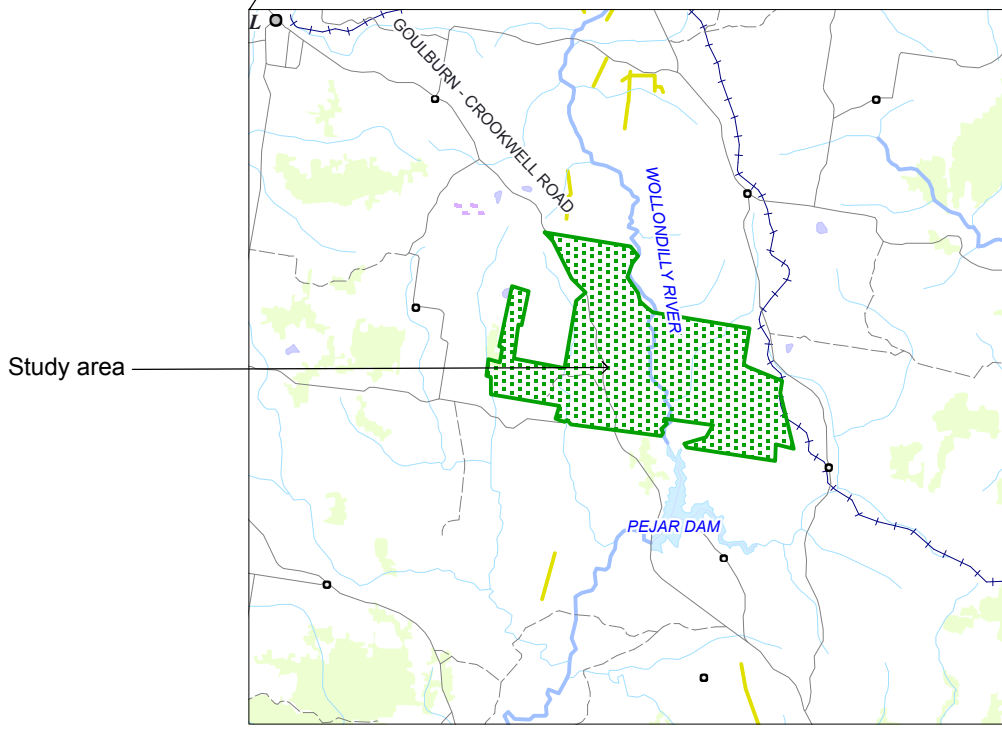 L
GOULBURN - CROOKWELL ROAD
WOLLONDILLY RIVER
Study area
PEJAR DAM